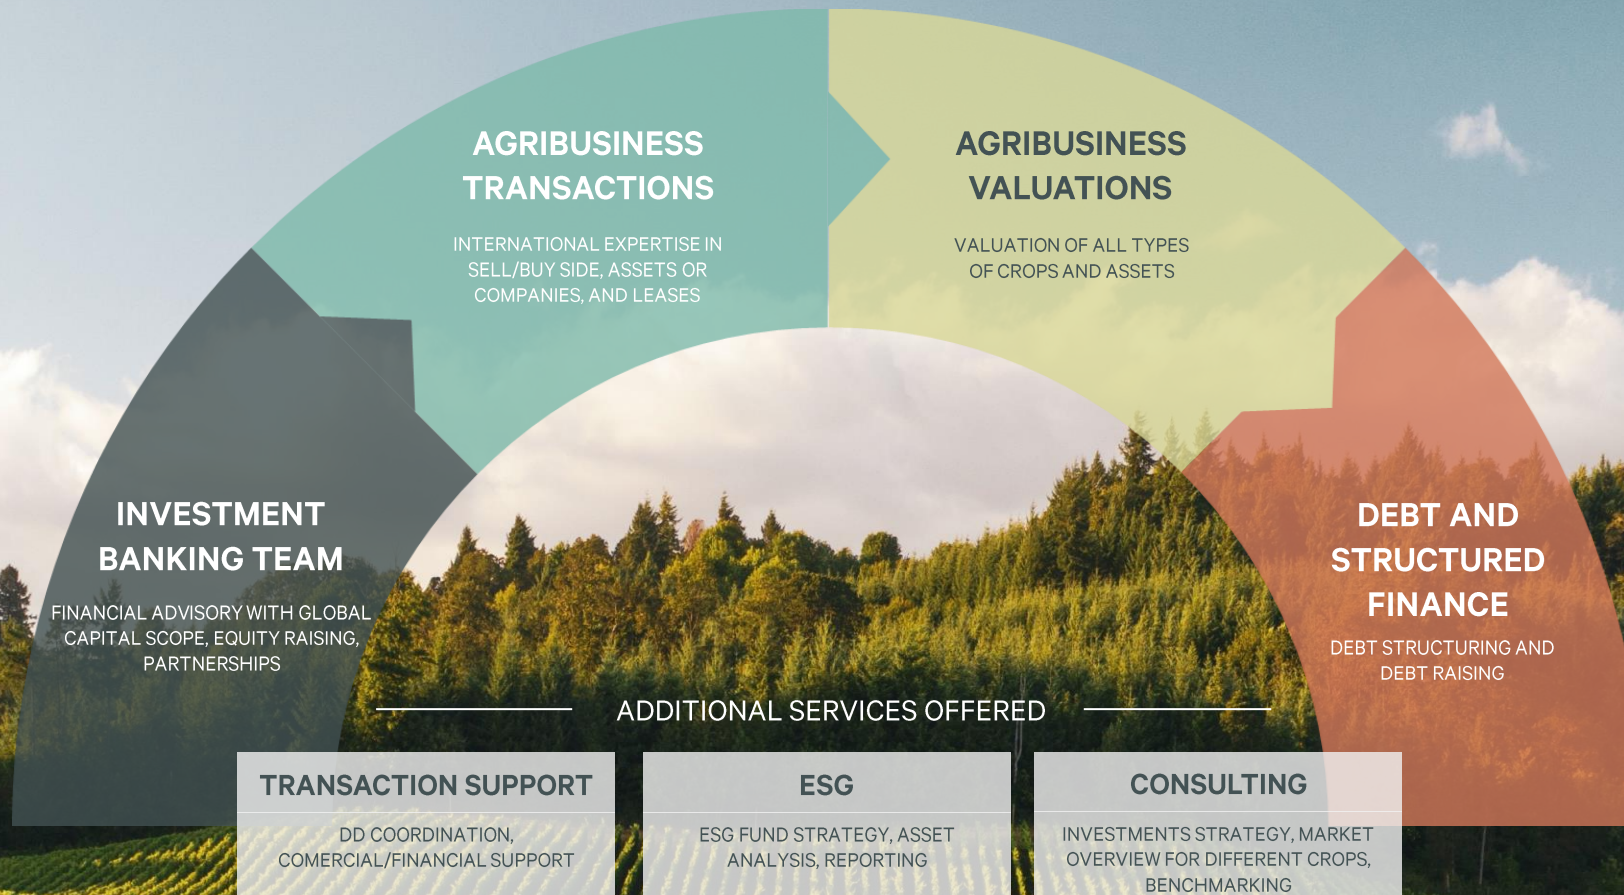 AGRIBUSINESS
TRANSACTIONS
INTERNATIONAL EXPERTISE IN
SELL/BUY SIDE, ASSETS OR
COMPANIES, AND LEASES
AGRIBUSINESS
VALUATIONS
VALUATION OF ALL TYPES
OF CROPS AND ASSETS
INVESTMENT
BANKING TEAM
FINANCIAL ADVISORY WITH GLOBAL
CAPITAL SCOPE, EQUITY RAISING,
PARTNERSHIPS
DEBT AND
STRUCTURED
FINANCE
DEBT STRUCTURING AND
DEBT RAISING
ADDITIONAL SERVICES OFFERED
TRANSACTION SUPPORT
DD COORDINATION,
COMERCIAL/FINANCIAL SUPPORT
ESG
ESG FUND STRATEGY, ASSET
ANALYSIS, REPORTING
CONSULTING
INVESTMENTS STRATEGY, MARKET
OVERVIEW FOR DIFFERENT CROPS,
BENCHMARKING